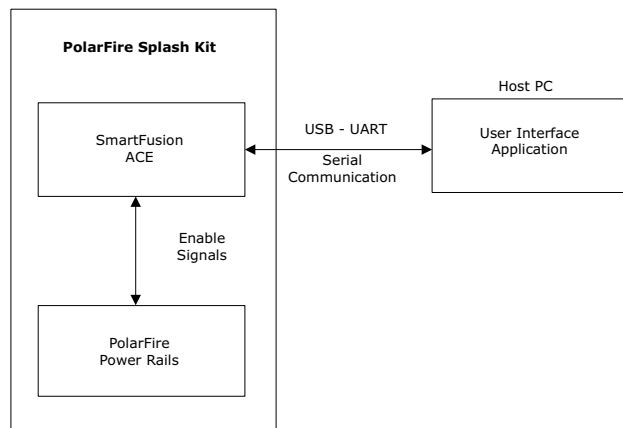 PolarFire Splash Kit
SmartFusion
ACE
Enable
Signals
PolarFire
Power Rails
USB - UART
Serial
Communication
Host PC
User Interface
Application